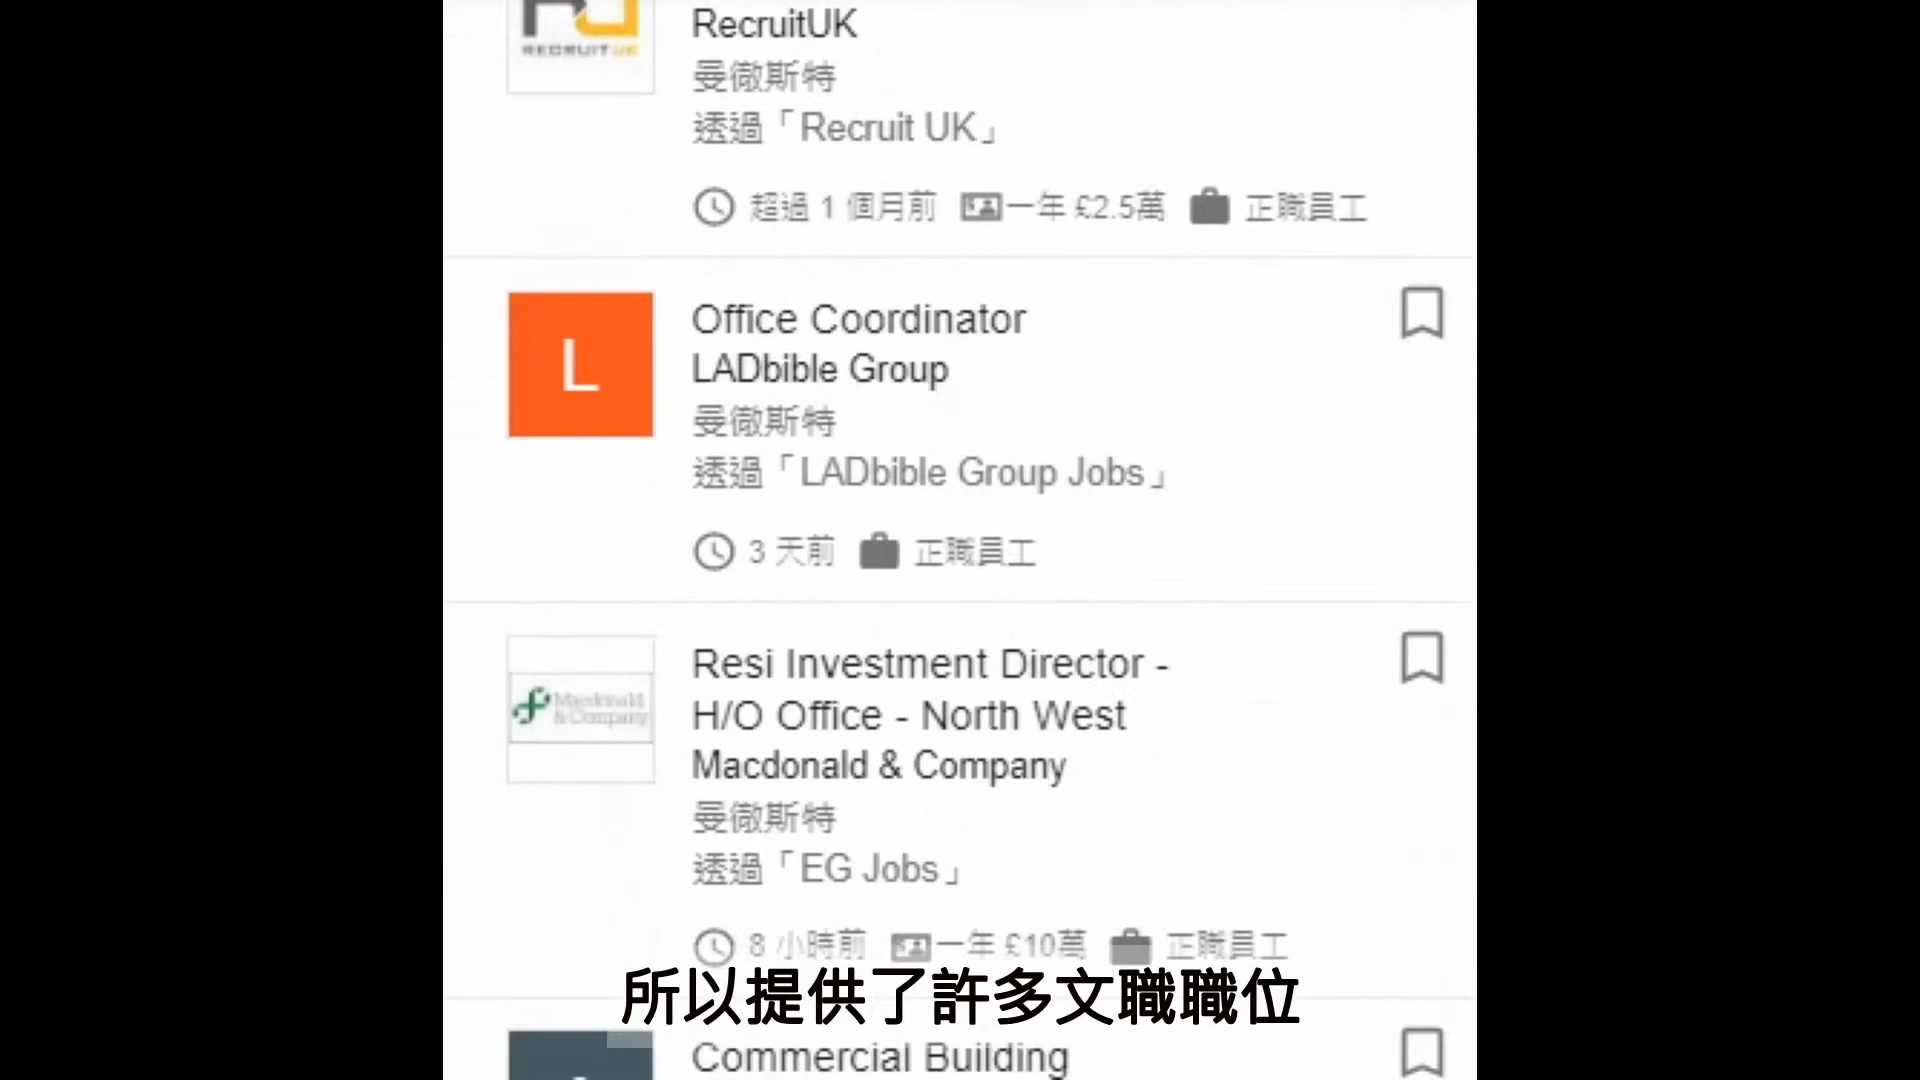 RECRUITUK
RecruitUK
曼徹斯特
透過「Recruit UK」
超過 1 個月前 一年 £2.5萬 正職員工
L
Office Coordinator
LADbible Group
曼徹斯特
透過「LADbible Group Jobs」
3 天前 正職員工
Macdonald
& Company
Resi Investment Director -
H/O Office - North West
Macdonald & Company
曼徹斯特
透過「EG Jobs」
8 小時前 一年 £10萬 正職員工
所以提供了許多文職職位
Commercial Building